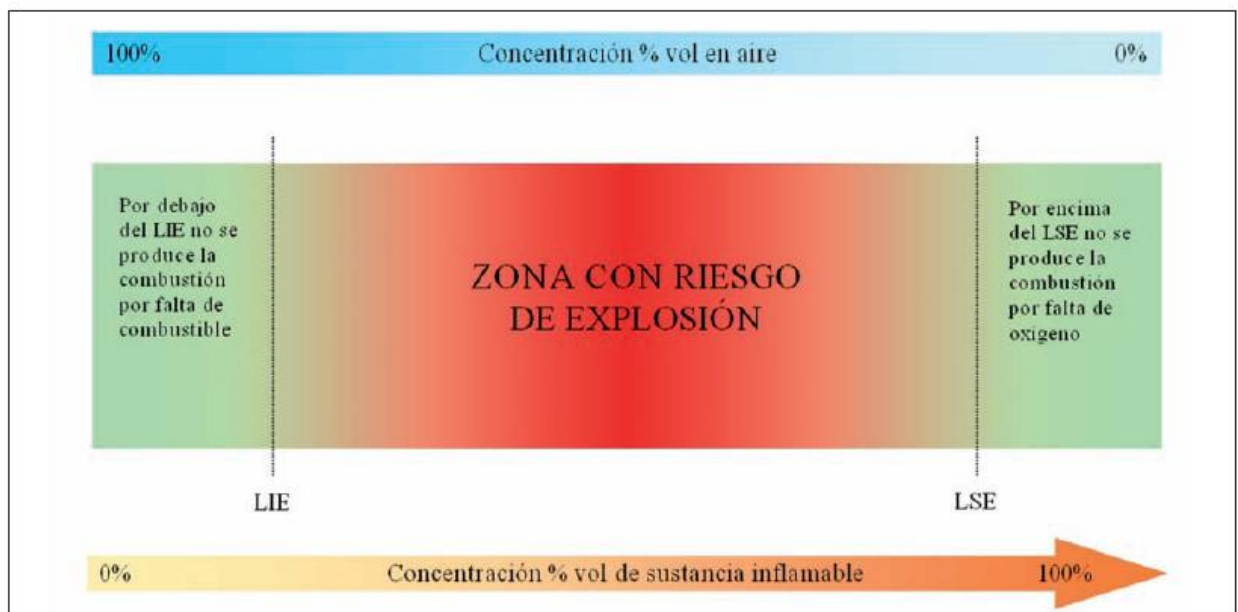 100% Concentración % vol en aire 0%
Por debajo
del LIE no se
produce la
combustión
por falta de
combustible
ZONA CON RIESGO
DE EXPLOSIÓN
Por encima
del LSE no se
produce la
combustión
por falta de
oxigeno
LIE
LSE
0% Concentración % vol de sustancia inflamable 100%